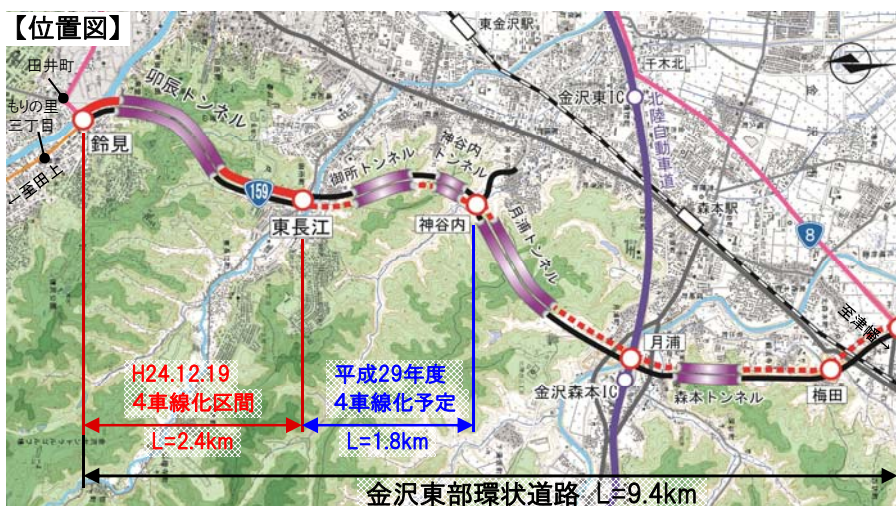 【位置図】
東金沢駅
田井町
千木北
金沢
もりの里
三丁目
卯辰トンネル
金沢東IC
北陸自動車道
鈴見
←至田上
神谷内
トンネル
御所トンネル
159
月浦トンネル
森本駅
東長江
神谷内
8
至津幡→
月浦
H24.12.19
4車線化区間
平成29年度
4車線化予定
金沢森本IC
森本トンネル
梅田
L=2.4km
L=1.8km
金沢東部環状道路 L=9.4km